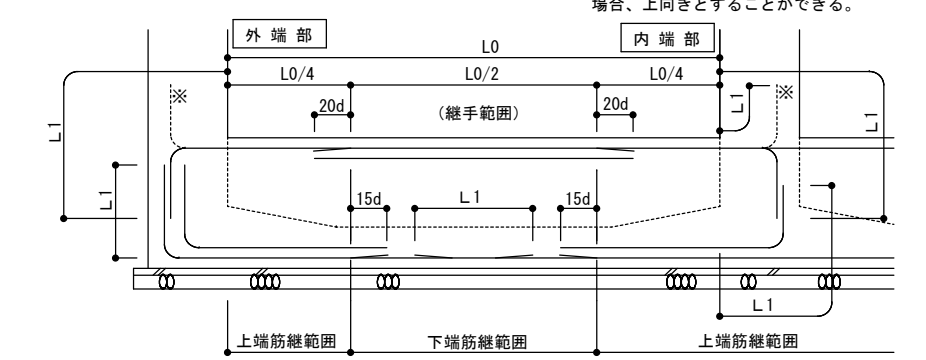 場合、上向きとすることができる。
外 端 部
内 端 部
L0
L0/4
L0/2
L0/4
※
20d
(継手範囲)
20d
L1
※
L1
L1
L1
15d
L1
15d
L1
上端筋継範囲
下端筋継範囲
上端筋継範囲